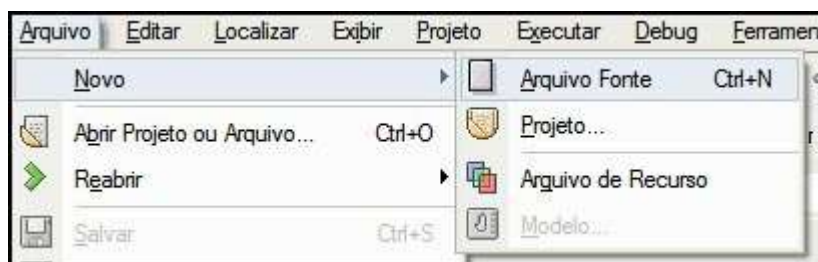 Arquivo Editar Localizar Exibir Projeto Executar Debug Ferramen
Novo
Arquivo Fonte Ctrl+N
Abrir Projeto ou Arquivo... Ctrl+O
Projeto...
Reabrir
Arquivo de Recurso
Salvar Ctrl+S
Modelo...